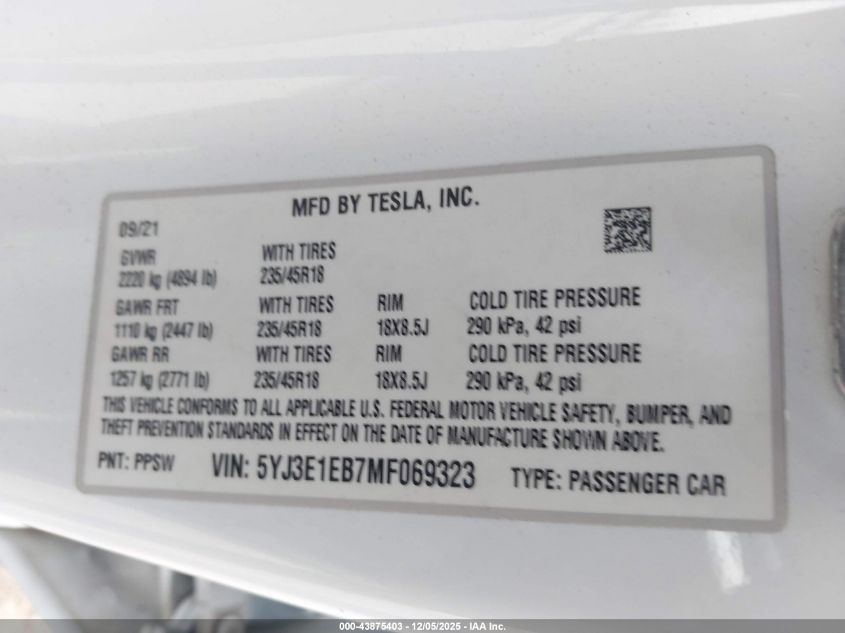 MFD BY TESLA, INC.
09/21
GVWR WITH TIRES
2220 kg (4894 lb) 235/45R18
GAWR FRT WITH TIRES RIM COLD TIRE PRESSURE
1110 kg (2447 lb) 235/45R18 18X8.5J 290 kPa, 42 psi
GAWR RR WITH TIRES RIM COLD TIRE PRESSURE
1257 kg (2771 lb) 235/45R18 18X8.5J 290 kPa, 42 psi
THIS VEHICLE CONFORMS TO ALL APPLICABLE U.S. FEDERAL MOTOR VEHICLE SAFETY, BUMPER, AND
THEFT PREVENTION STANDARDS IN EFFECT ON THE DATE OF MANUFACTURE SHOWN ABOVE.
PNT: PPSW VIN: 5YJ3E1EB7MF069323 TYPE: PASSENGER CAR
000-43875403 - 12/05/2025 - IAA Inc.